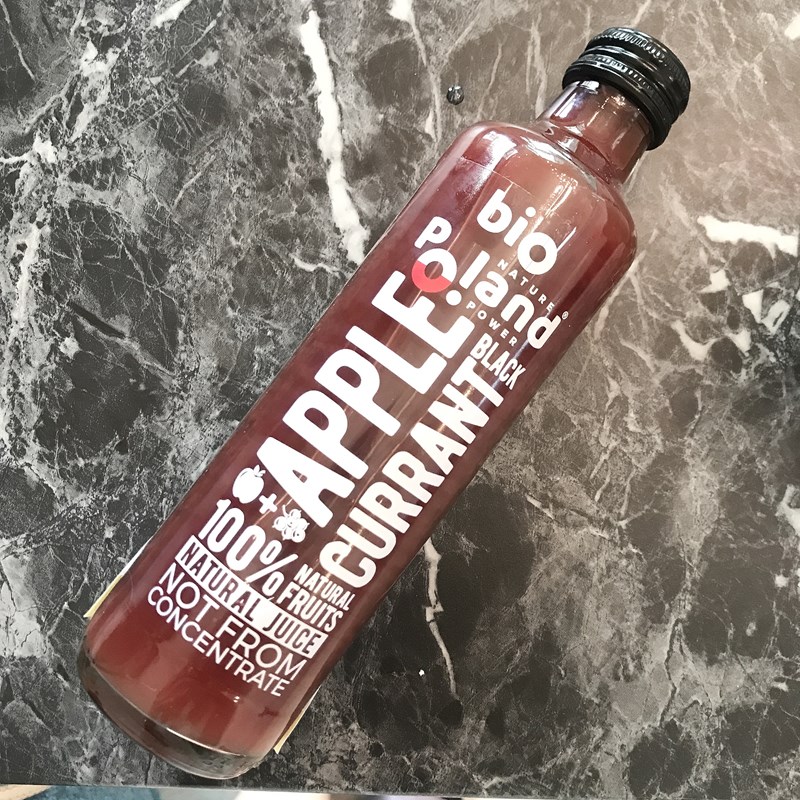 bio
NATURE
Poland®
POWER
APPLE
BLACK
CURRANT
+
100% NATURAL
FRUITS
NATURAL JUICE
NOT FROM
CONCENTRATE